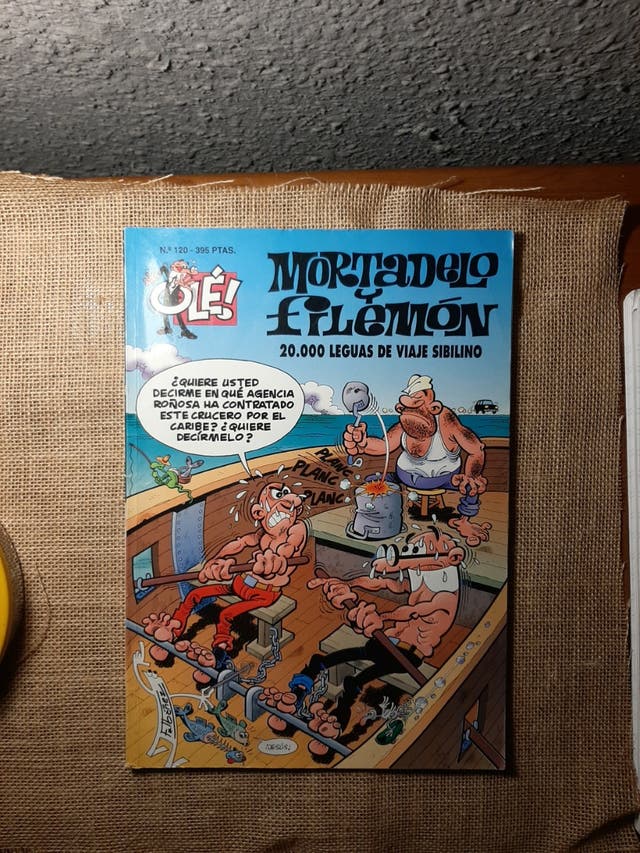 Nº 120 - 395 PTAS.
OLÉ!
MORTADELO
Y
FILEMÓN
20.000 LEGUAS DE VIAJE SIBILINO
¿QUIERE USTED
DECIRME EN QUÉ AGENCIA
ROÑOSA HA CONTRATADO
ESTE CRUCERO POR EL
CARIBE? ¿QUIERE
DECÍRMELO?
PLANC
PLANC
PLANC
F. Ibáñez